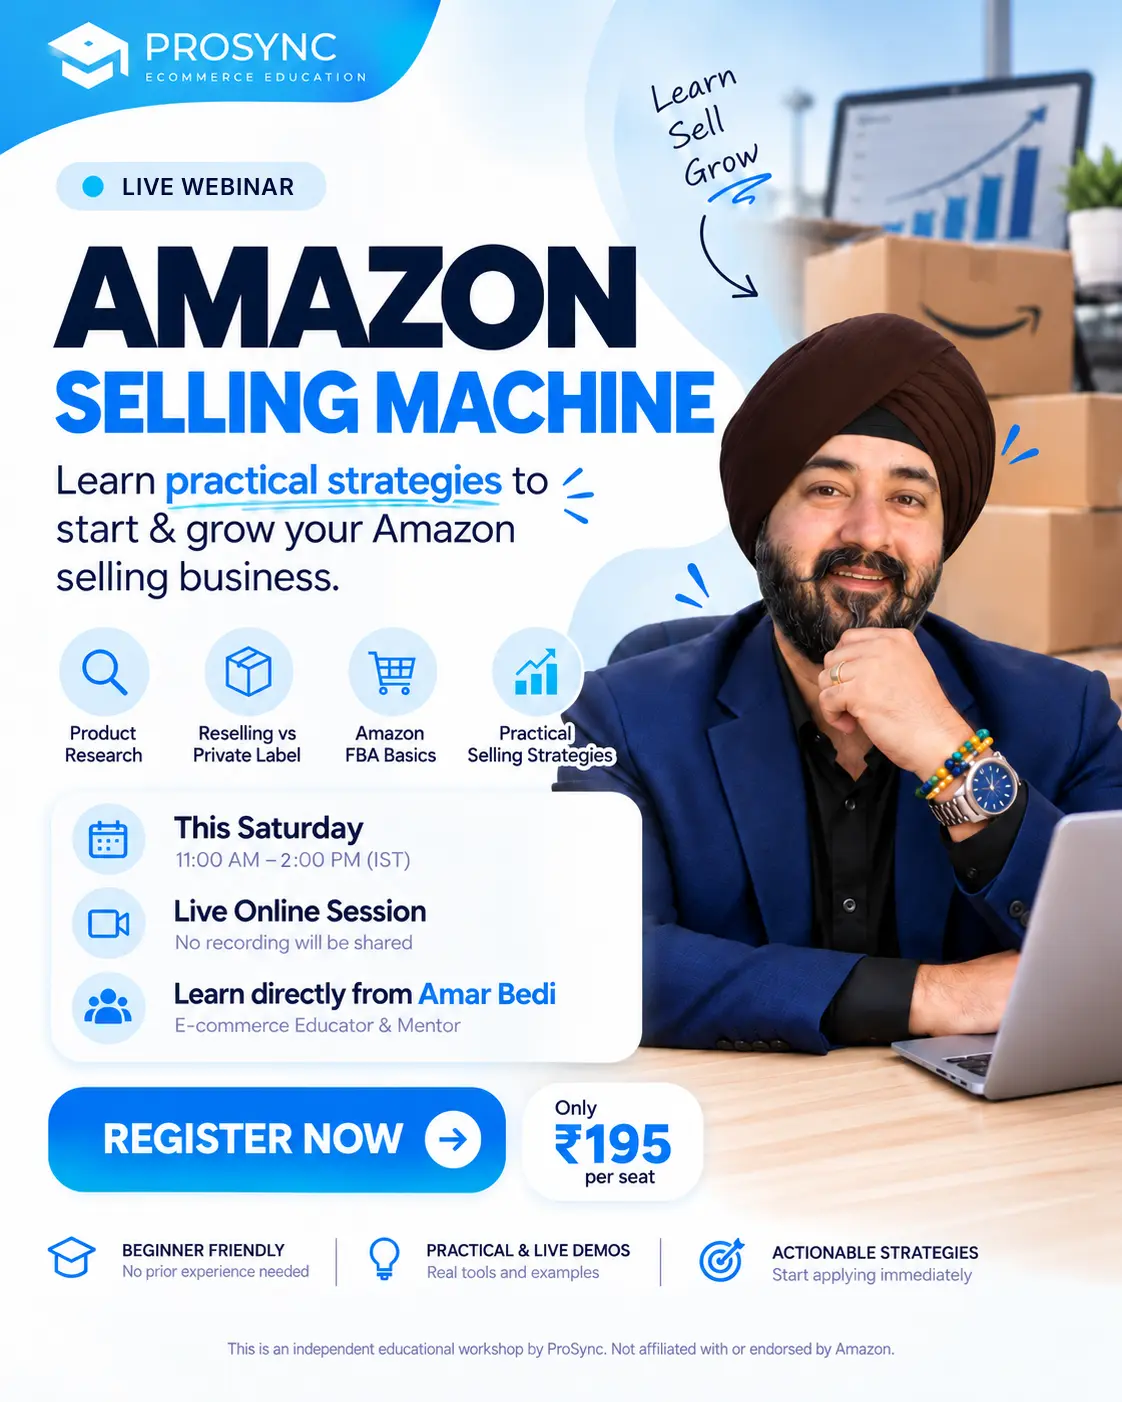 PROSYNC
ECOMMERCE EDUCATION
Learn
Sell
Grow
LIVE WEBINAR
AMAZON
SELLING MACHINE
Learn practical strategies to
start & grow your Amazon
selling business.
Product
Research
Reselling vs
Private Label
Amazon
FBA Basics
Practical
Selling Strategies
This Saturday
11:00 AM – 2:00 PM (IST)
Live Online Session
No recording will be shared
Learn directly from Amar Bedi
E-commerce Educator & Mentor
REGISTER NOW
Only
₹195
per seat
BEGINNER FRIENDLY
No prior experience needed
PRACTICAL & LIVE DEMOS
Real tools and examples
ACTIONABLE STRATEGIES
Start applying immediately
This is an independent educational workshop by ProSync. Not affiliated with or endorsed by Amazon.